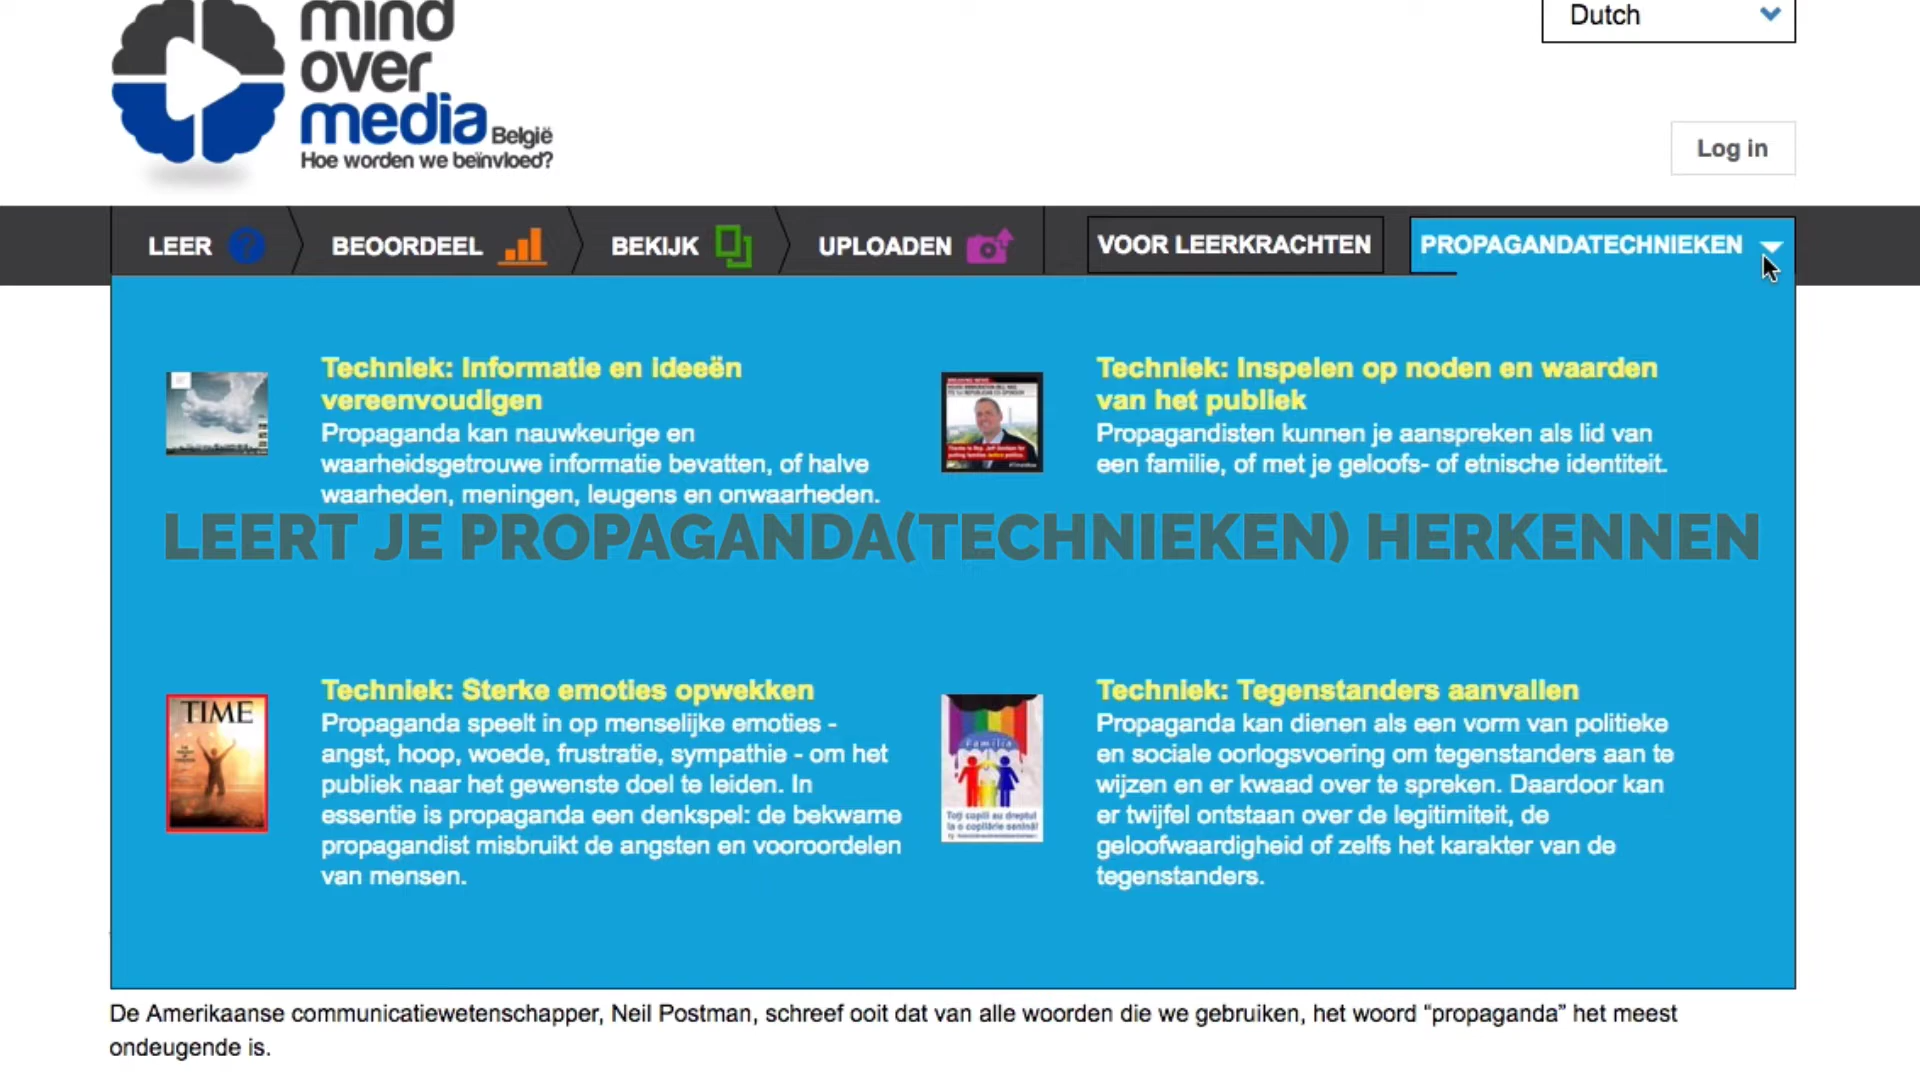 mind
over
media België
Hoe worden we beïnvloed?
Dutch
Log in
LEER ?
BEOORDEEL
BEKIJK
UPLOADEN
VOOR LEERKRACHTEN
PROPAGANDATECHNIEKEN
Techniek: Informatie en ideeën
vereenvoudigen
Propaganda kan nauwkeurige en
waarheidsgetrouwe informatie bevatten, of halve
waarheden, meningen, leugens en onwaarheden.
Techniek: Inspelen op noden en waarden
van het publiek
Propagandisten kunnen je aanspreken als lid van
een familie, of met je geloofs- of etnische identiteit.
LEERT JE PROPAGANDA(TECHNIEKEN) HERKENNEN
TIME
Techniek: Sterke emoties opwekken
Propaganda speelt in op menselijke emoties -
angst, hoop, woede, frustratie, sympathie - om het
publiek naar het gewenste doel te leiden. In
essentie is propaganda een denkspel: de bekwame
propagandist misbruikt de angsten en vooroordelen
van mensen.
Familia
Toți copiii au dreptul
la o copilărie senină!
Techniek: Tegenstanders aanvallen
Propaganda kan dienen als een vorm van politieke
en sociale oorlogsvoering om tegenstanders aan te
wijzen en er kwaad over te spreken. Daardoor kan
er twijfel ontstaan over de legitimiteit, de
geloofwaardigheid of zelfs het karakter van de
tegenstanders.
De Amerikaanse communicatiewetenschapper, Neil Postman, schreef ooit dat van alle woorden die we gebruiken, het woord “propaganda” het meest
ondeugende is.